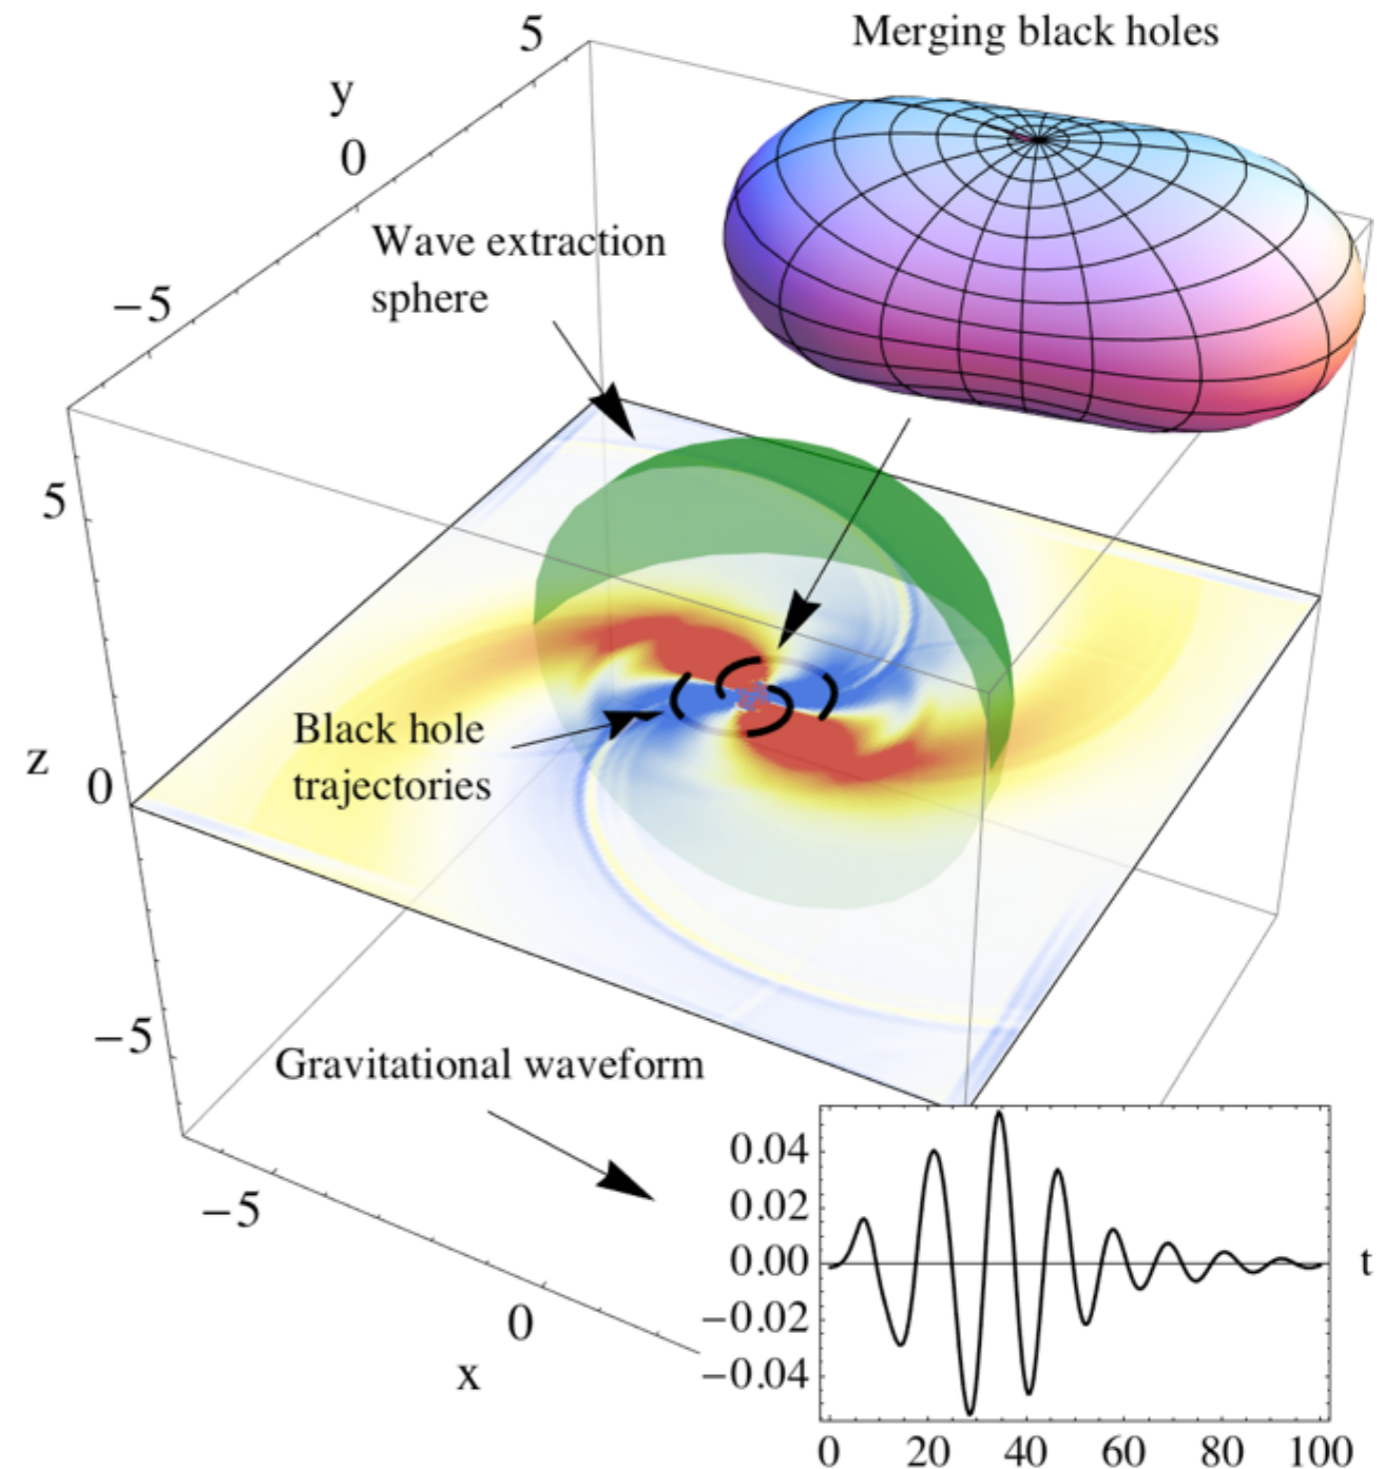 Merging black holes
5
y
0
Wave extraction
sphere
−5
5
Black hole
trajectories
z
0
−5
Gravitational waveform
−5
0
x
0.04
0.02
0.00
t
−0.02
−0.04
0 20 40 60 80 100